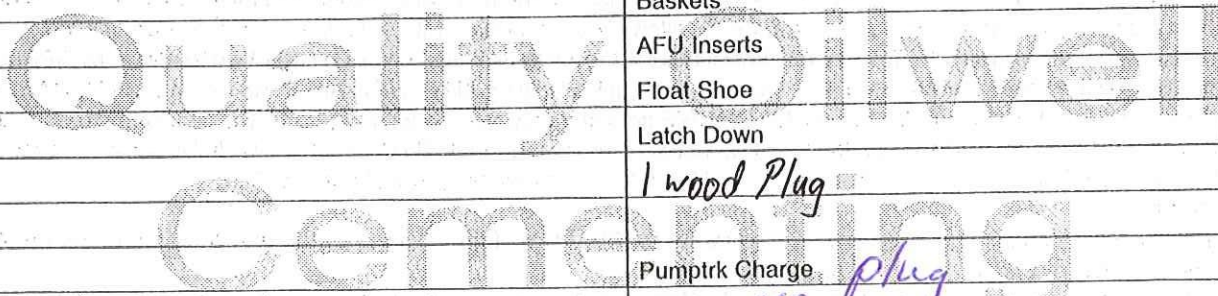 Baskets
AFU Inserts
Quality Oilwell
Float Shoe
Latch Down
1 wood Plug
Cementing
Pumptrk Charge plug